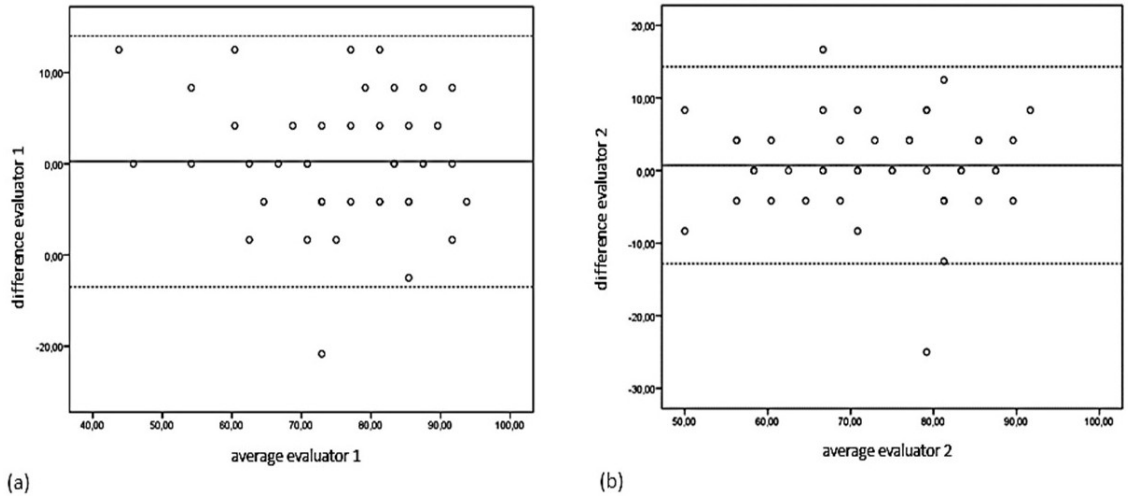 10,00
0,00
0,00
-20,00
difference evaluator 1
40,00 50,00 60,00 70,00 80,00 90,00 100,00
average evaluator 1
(a)
20,00
10,00
0,00
-10,00
-20,00
-30,00
difference evaluator 2
50,00 60,00 70,00 80,00 90,00 100,00
average evaluator 2
(b)